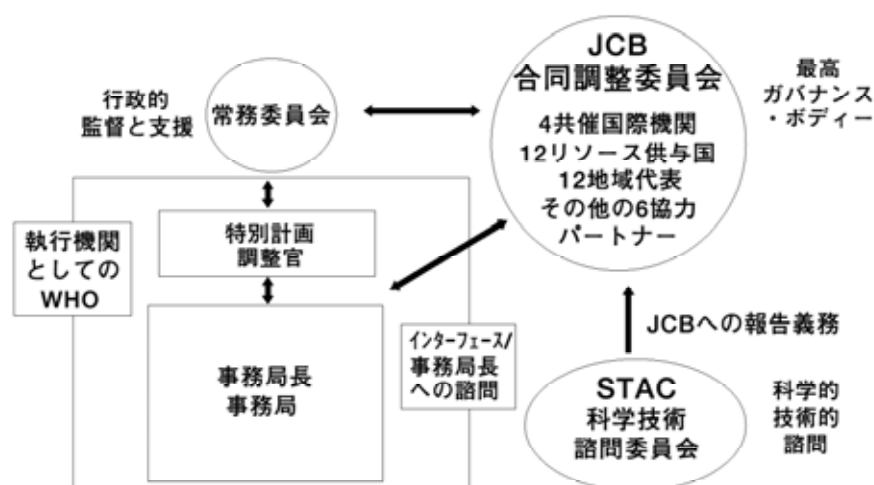 JCB
合同調整委員会
4共催国際機関
12リソース供与国
12地域代表
その他の6協力
パートナー
最高
ガバナンス
・ボディー
行政的
監督と支援
常務委員会
執行機関
としての
WHO
特別計画
調整官
事務局長
事務局
インターフェース/
事務局長
への諮問
JCBへの報告義務
STAC
科学技術
諮問委員会
科学的
技術的
諮問